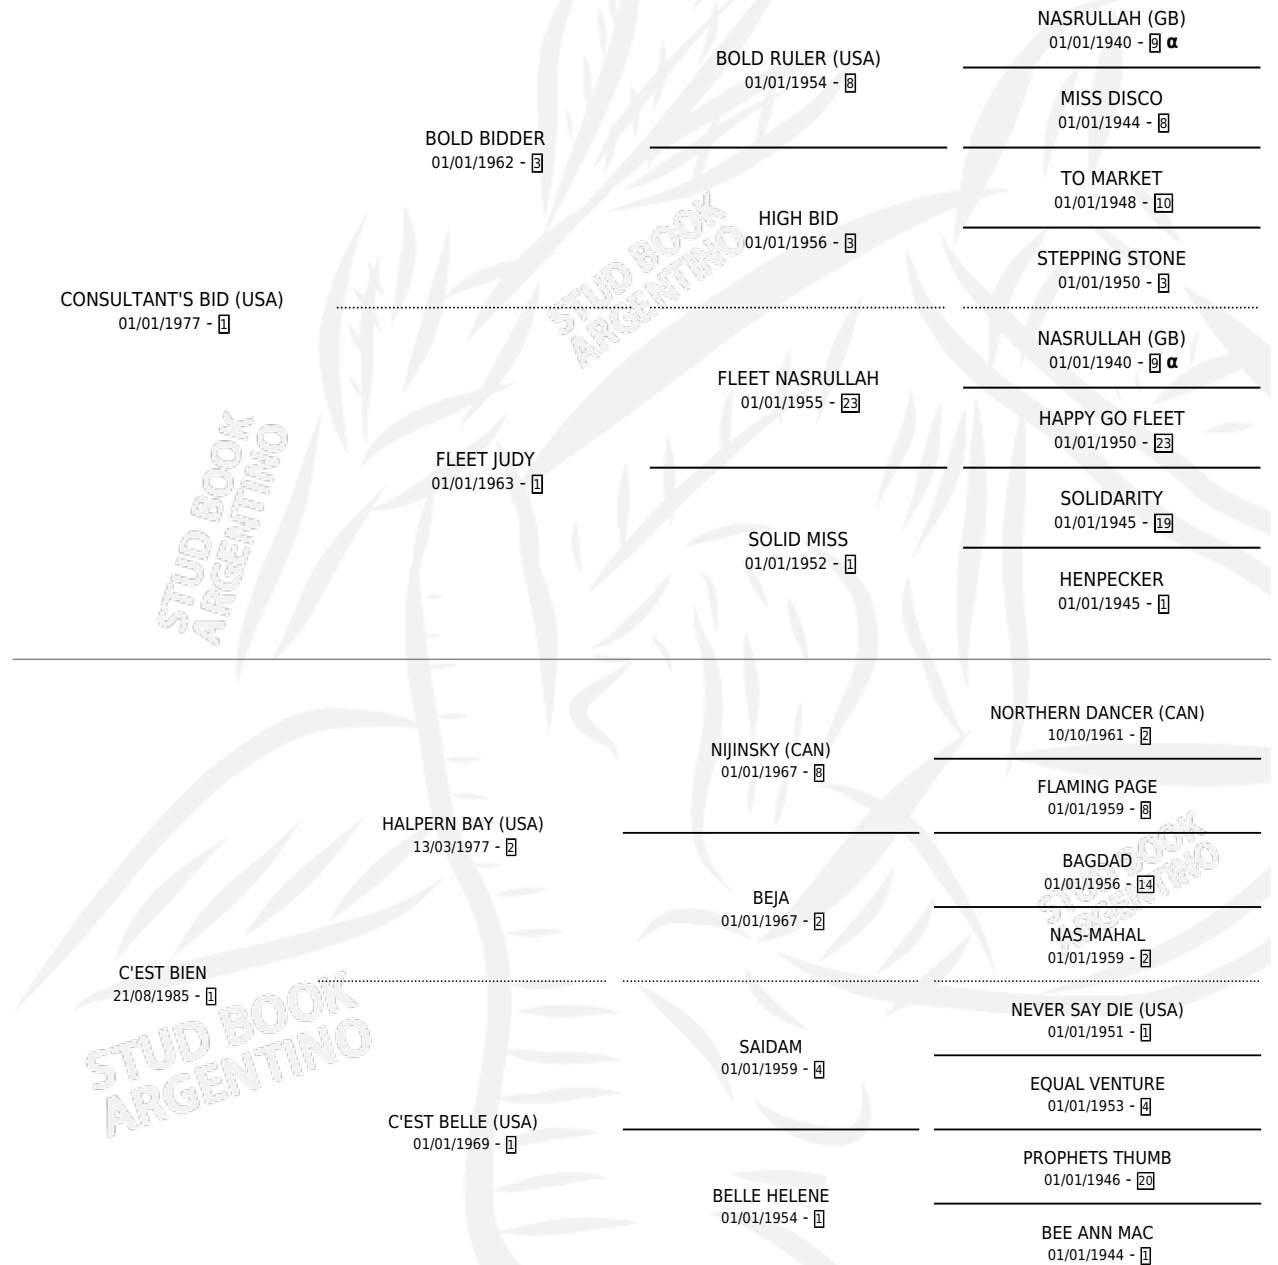 NASRULLAH (GB)
01/01/1940 - 9 α
BOLD RULER (USA)
01/01/1954 - 8
MISS DISCO
01/01/1944 - 8
BOLD BIDDER
01/01/1962 - 3
TO MARKET
01/01/1948 - 10
HIGH BID
01/01/1956 - 3
STEPPING STONE
01/01/1950 - 3
CONSULTANT'S BID (USA)
01/01/1977 - 1
NASRULLAH (GB)
01/01/1940 - 9 α
FLEET NASRULLAH
01/01/1955 - 23
HAPPY GO FLEET
01/01/1950 - 23
FLEET JUDY
01/01/1963 - 1
SOLIDARITY
01/01/1945 - 19
SOLID MISS
01/01/1952 - 1
HENPECKER
01/01/1945 - 1
NORTHERN DANCER (CAN)
10/10/1961 - 2
NIJINSKY (CAN)
01/01/1967 - 8
FLAMING PAGE
01/01/1959 - 8
HALPERN BAY (USA)
13/03/1977 - 2
BAGDAD
01/01/1956 - 14
BEJA
01/01/1967 - 2
NAS-MAHAL
01/01/1959 - 2
C'EST BIEN
21/08/1985 - 1
NEVER SAY DIE (USA)
01/01/1951 - 1
SAIDAM
01/01/1959 - 4
EQUAL VENTURE
01/01/1953 - 4
C'EST BELLE (USA)
01/01/1969 - 1
PROPHETS THUMB
01/01/1946 - 20
BELLE HELENE
01/01/1954 - 1
BEE ANN MAC
01/01/1944 - 1
STUD BOOK
ARGENTINO
STUD BOOK
ARGENTINO
STUD BOOK
ARGENTINO
STUD BOOK
ARGENTINO